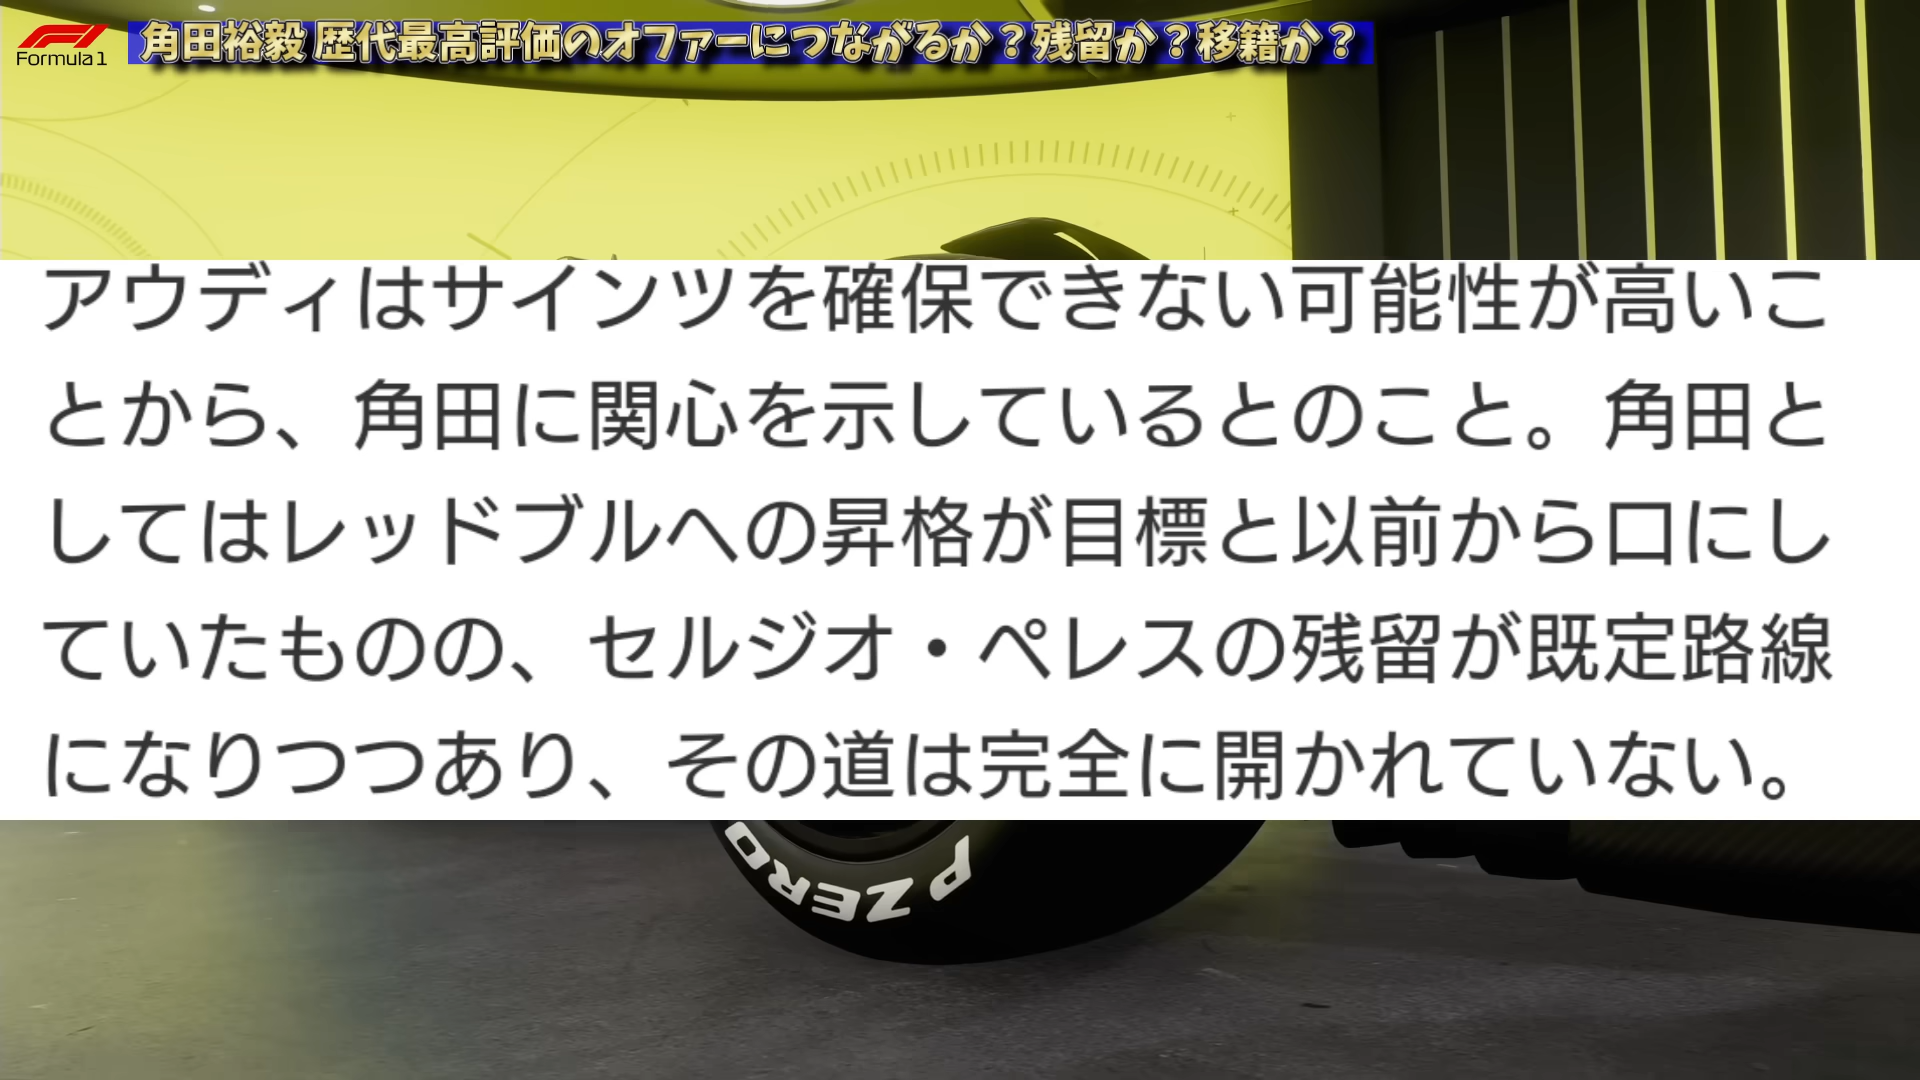 Formula 1
角田裕毅 歴代最高評価のオファーにつながるか？残留か？移籍か？
アウディはサインツを確保できない可能性が高いこ
とから、角田に関心を示しているとのこと。角田と
してはレッドブルへの昇格が目標と以前から口にし
ていたものの、セルジオ・ペレスの残留が既定路線
になりつつあり、その道は完全に開かれていない。
P ZERO